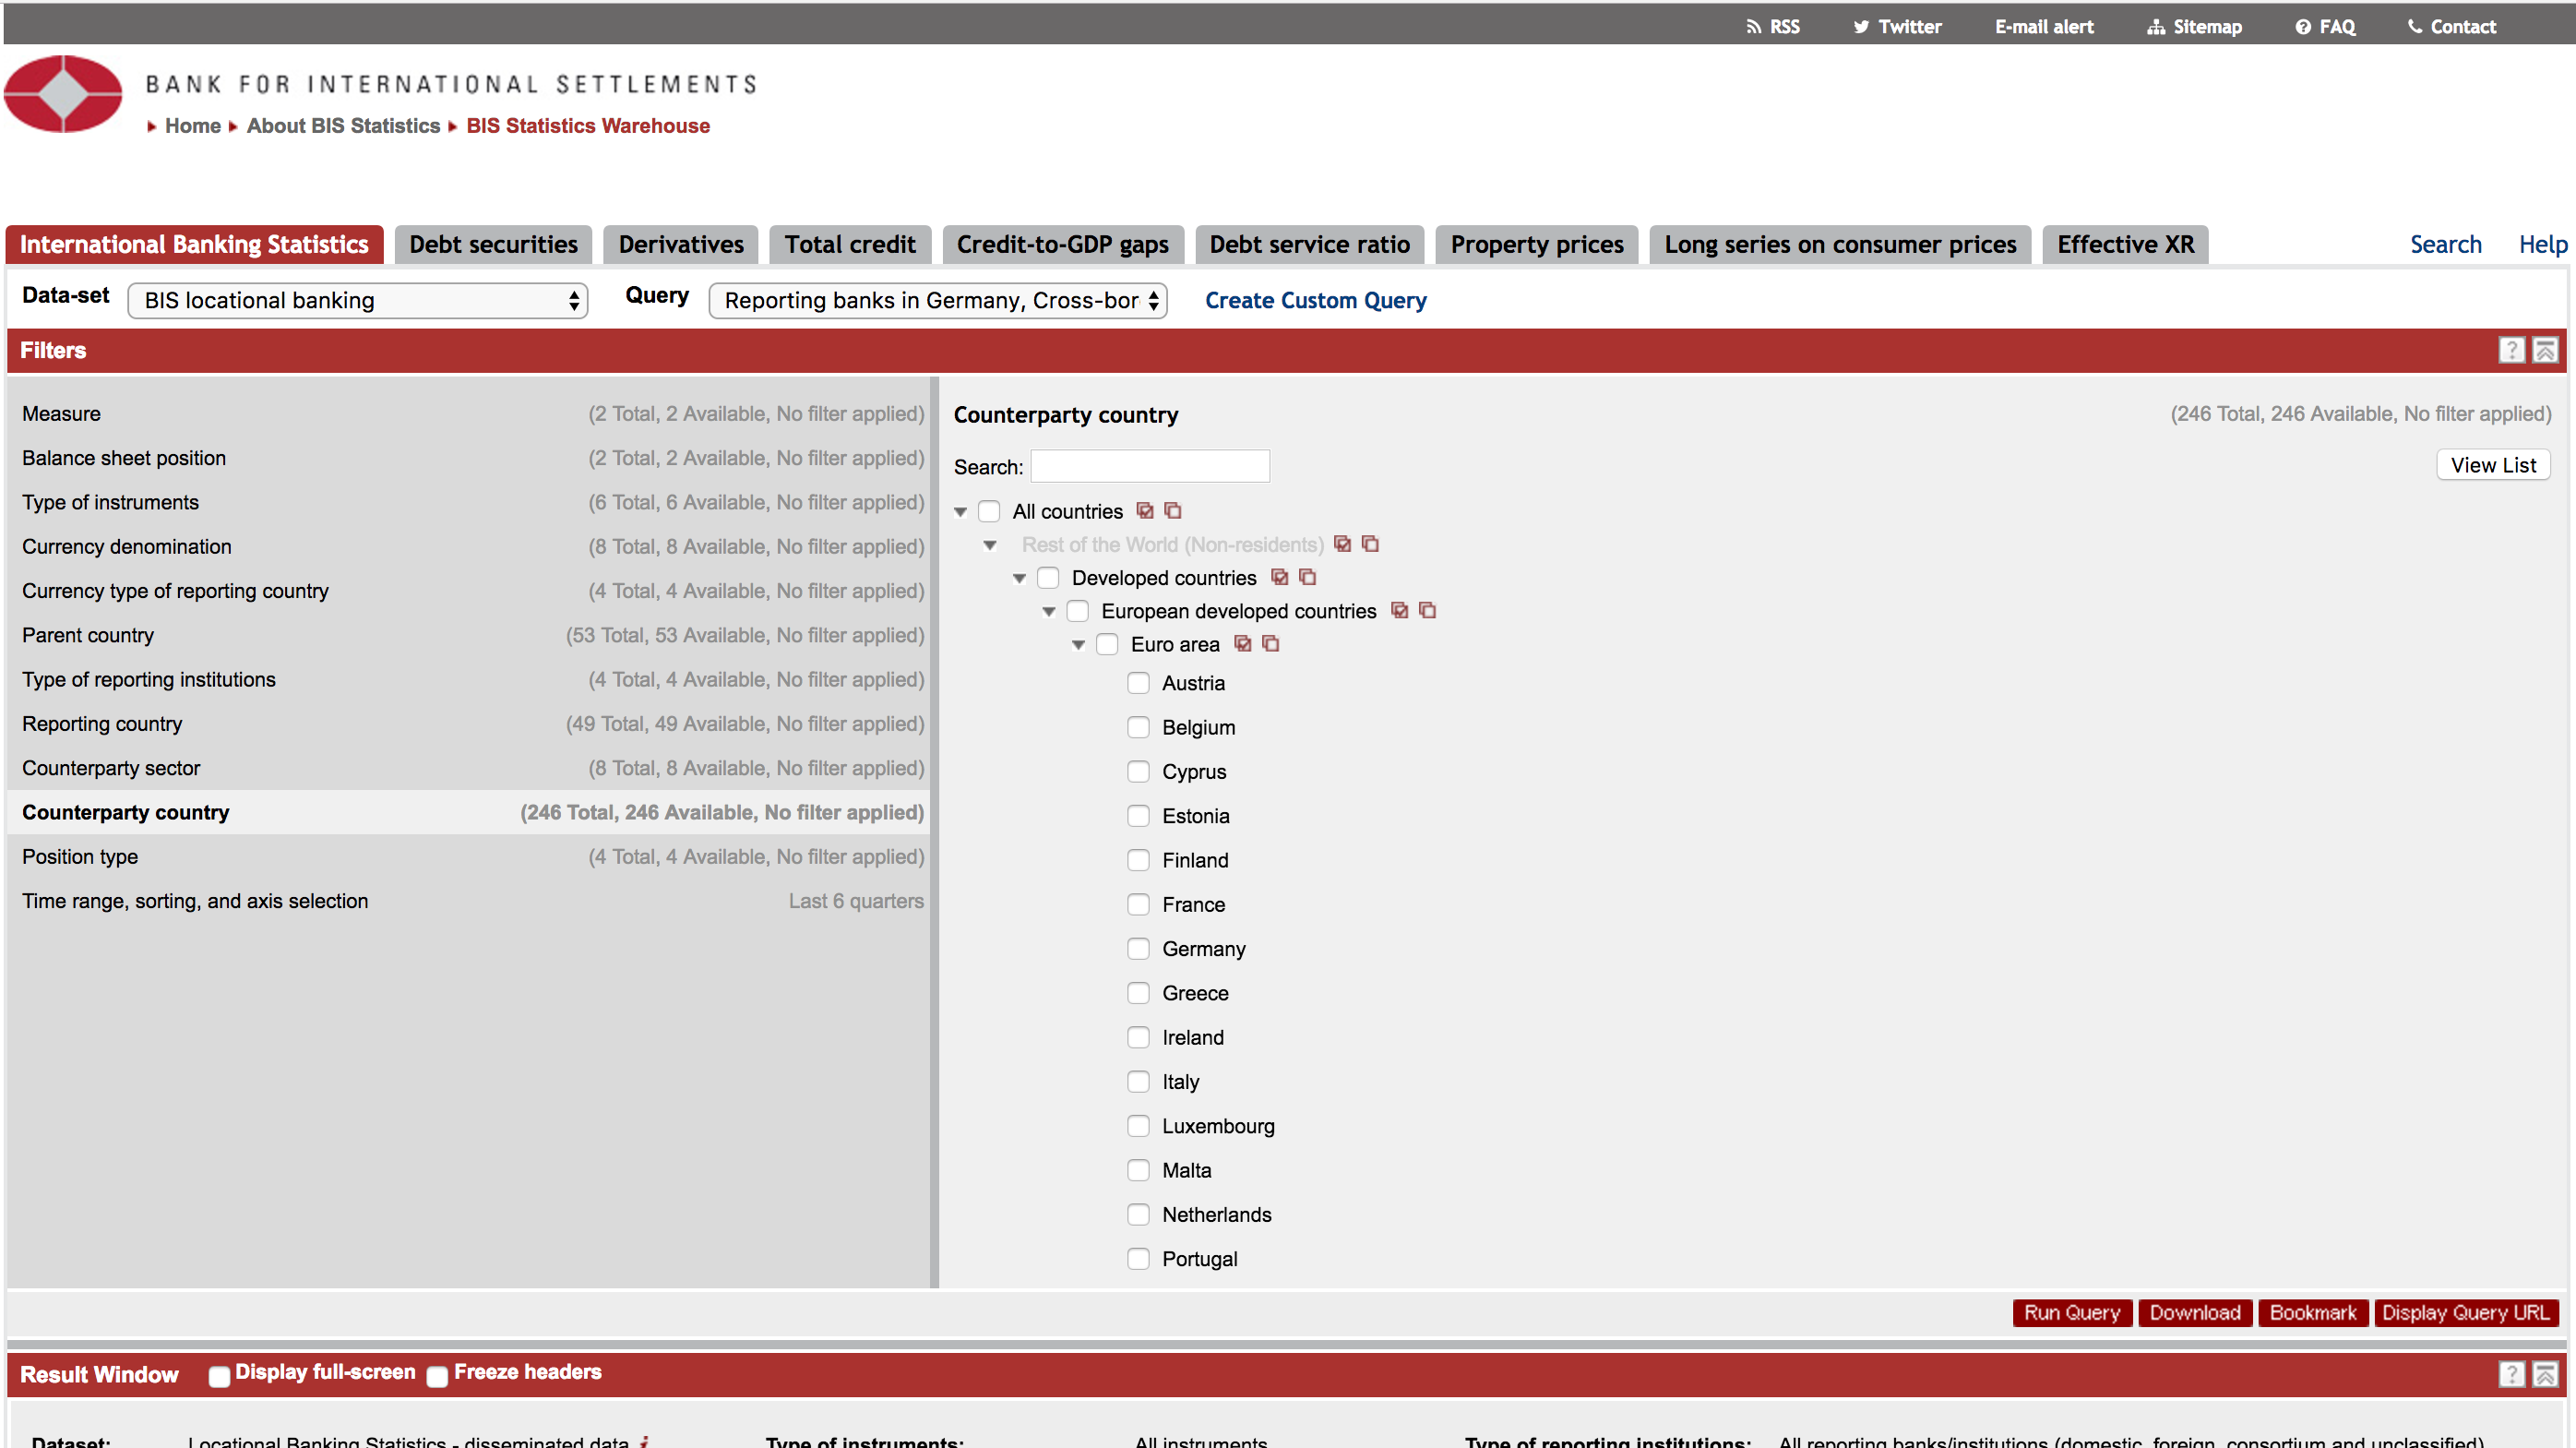 RSS Twitter E-mail alert Sitemap FAQ Contact
BANK FOR INTERNATIONAL SETTLEMENTS
Home About BIS Statistics BIS Statistics Warehouse
International Banking Statistics Debt securities Derivatives Total credit Credit-to-GDP gaps Debt service ratio Property prices Long series on consumer prices Effective XR Search Help
Data-set BIS locational banking Query Reporting banks in Germany, Cross-bor Create Custom Query
Filters
Measure (2 Total, 2 Available, No filter applied)
Balance sheet position (2 Total, 2 Available, No filter applied)
Type of instruments (6 Total, 6 Available, No filter applied)
Currency denomination (8 Total, 8 Available, No filter applied)
Currency type of reporting country (4 Total, 4 Available, No filter applied)
Parent country (53 Total, 53 Available, No filter applied)
Type of reporting institutions (4 Total, 4 Available, No filter applied)
Reporting country (49 Total, 49 Available, No filter applied)
Counterparty sector (8 Total, 8 Available, No filter applied)
Counterparty country (246 Total, 246 Available, No filter applied)
Position type (4 Total, 4 Available, No filter applied)
Time range, sorting, and axis selection Last 6 quarters
Counterparty country (246 Total, 246 Available, No filter applied)
Search: View List
All countries
Rest of the World (Non-residents)
Developed countries
European developed countries
Euro area
Austria
Belgium
Cyprus
Estonia
Finland
France
Germany
Greece
Ireland
Italy
Luxembourg
Malta
Netherlands
Portugal
Run Query Download Bookmark Display Query URL
Result Window Display full-screen Freeze headers
Dataset: Locational Banking Statistics - disseminated data Type of instruments: All instruments Type of reporting institutions: All reporting banks/institutions (domestic, foreign, consortium and unclassified)